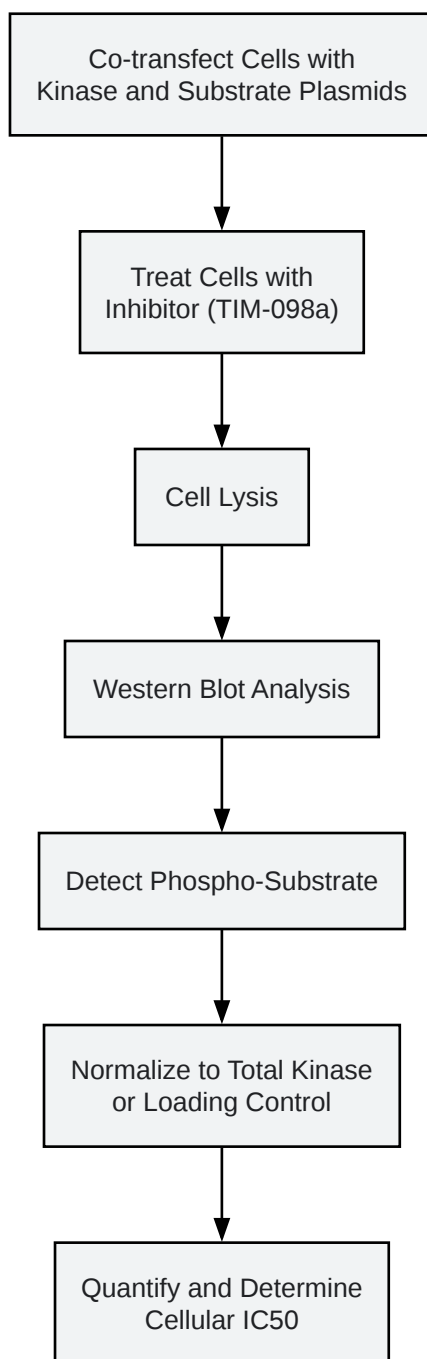 Co-transfect Cells with
Kinase and Substrate Plasmids
Treat Cells with
Inhibitor (TIM-098a)
Cell Lysis
Western Blot Analysis
Detect Phospho-Substrate
Normalize to Total Kinase
or Loading Control
Quantify and Determine
Cellular IC50